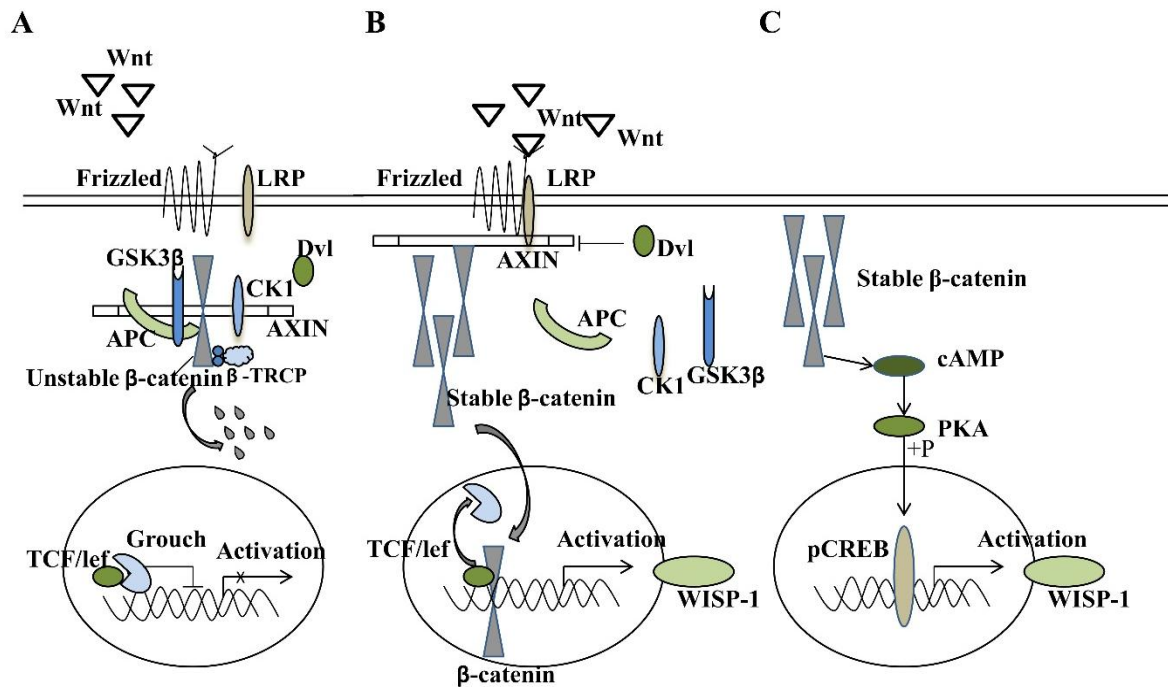 A
Wnt
Wnt
Frizzled
LRP
GSK3β
Dvl
CK1
APC
AXIN
Unstable β-catenin
β-TRCP
Grouch
TCF/lef
Activation
x
B
Wnt
Wnt
Frizzled
LRP
AXIN
Dvl
APC
CK1
GSK3β
Stable β-catenin
TCF/lef
Activation
WISP-1
β-catenin
C
Stable β-catenin
cAMP
PKA
+P
pCREB
Activation
WISP-1